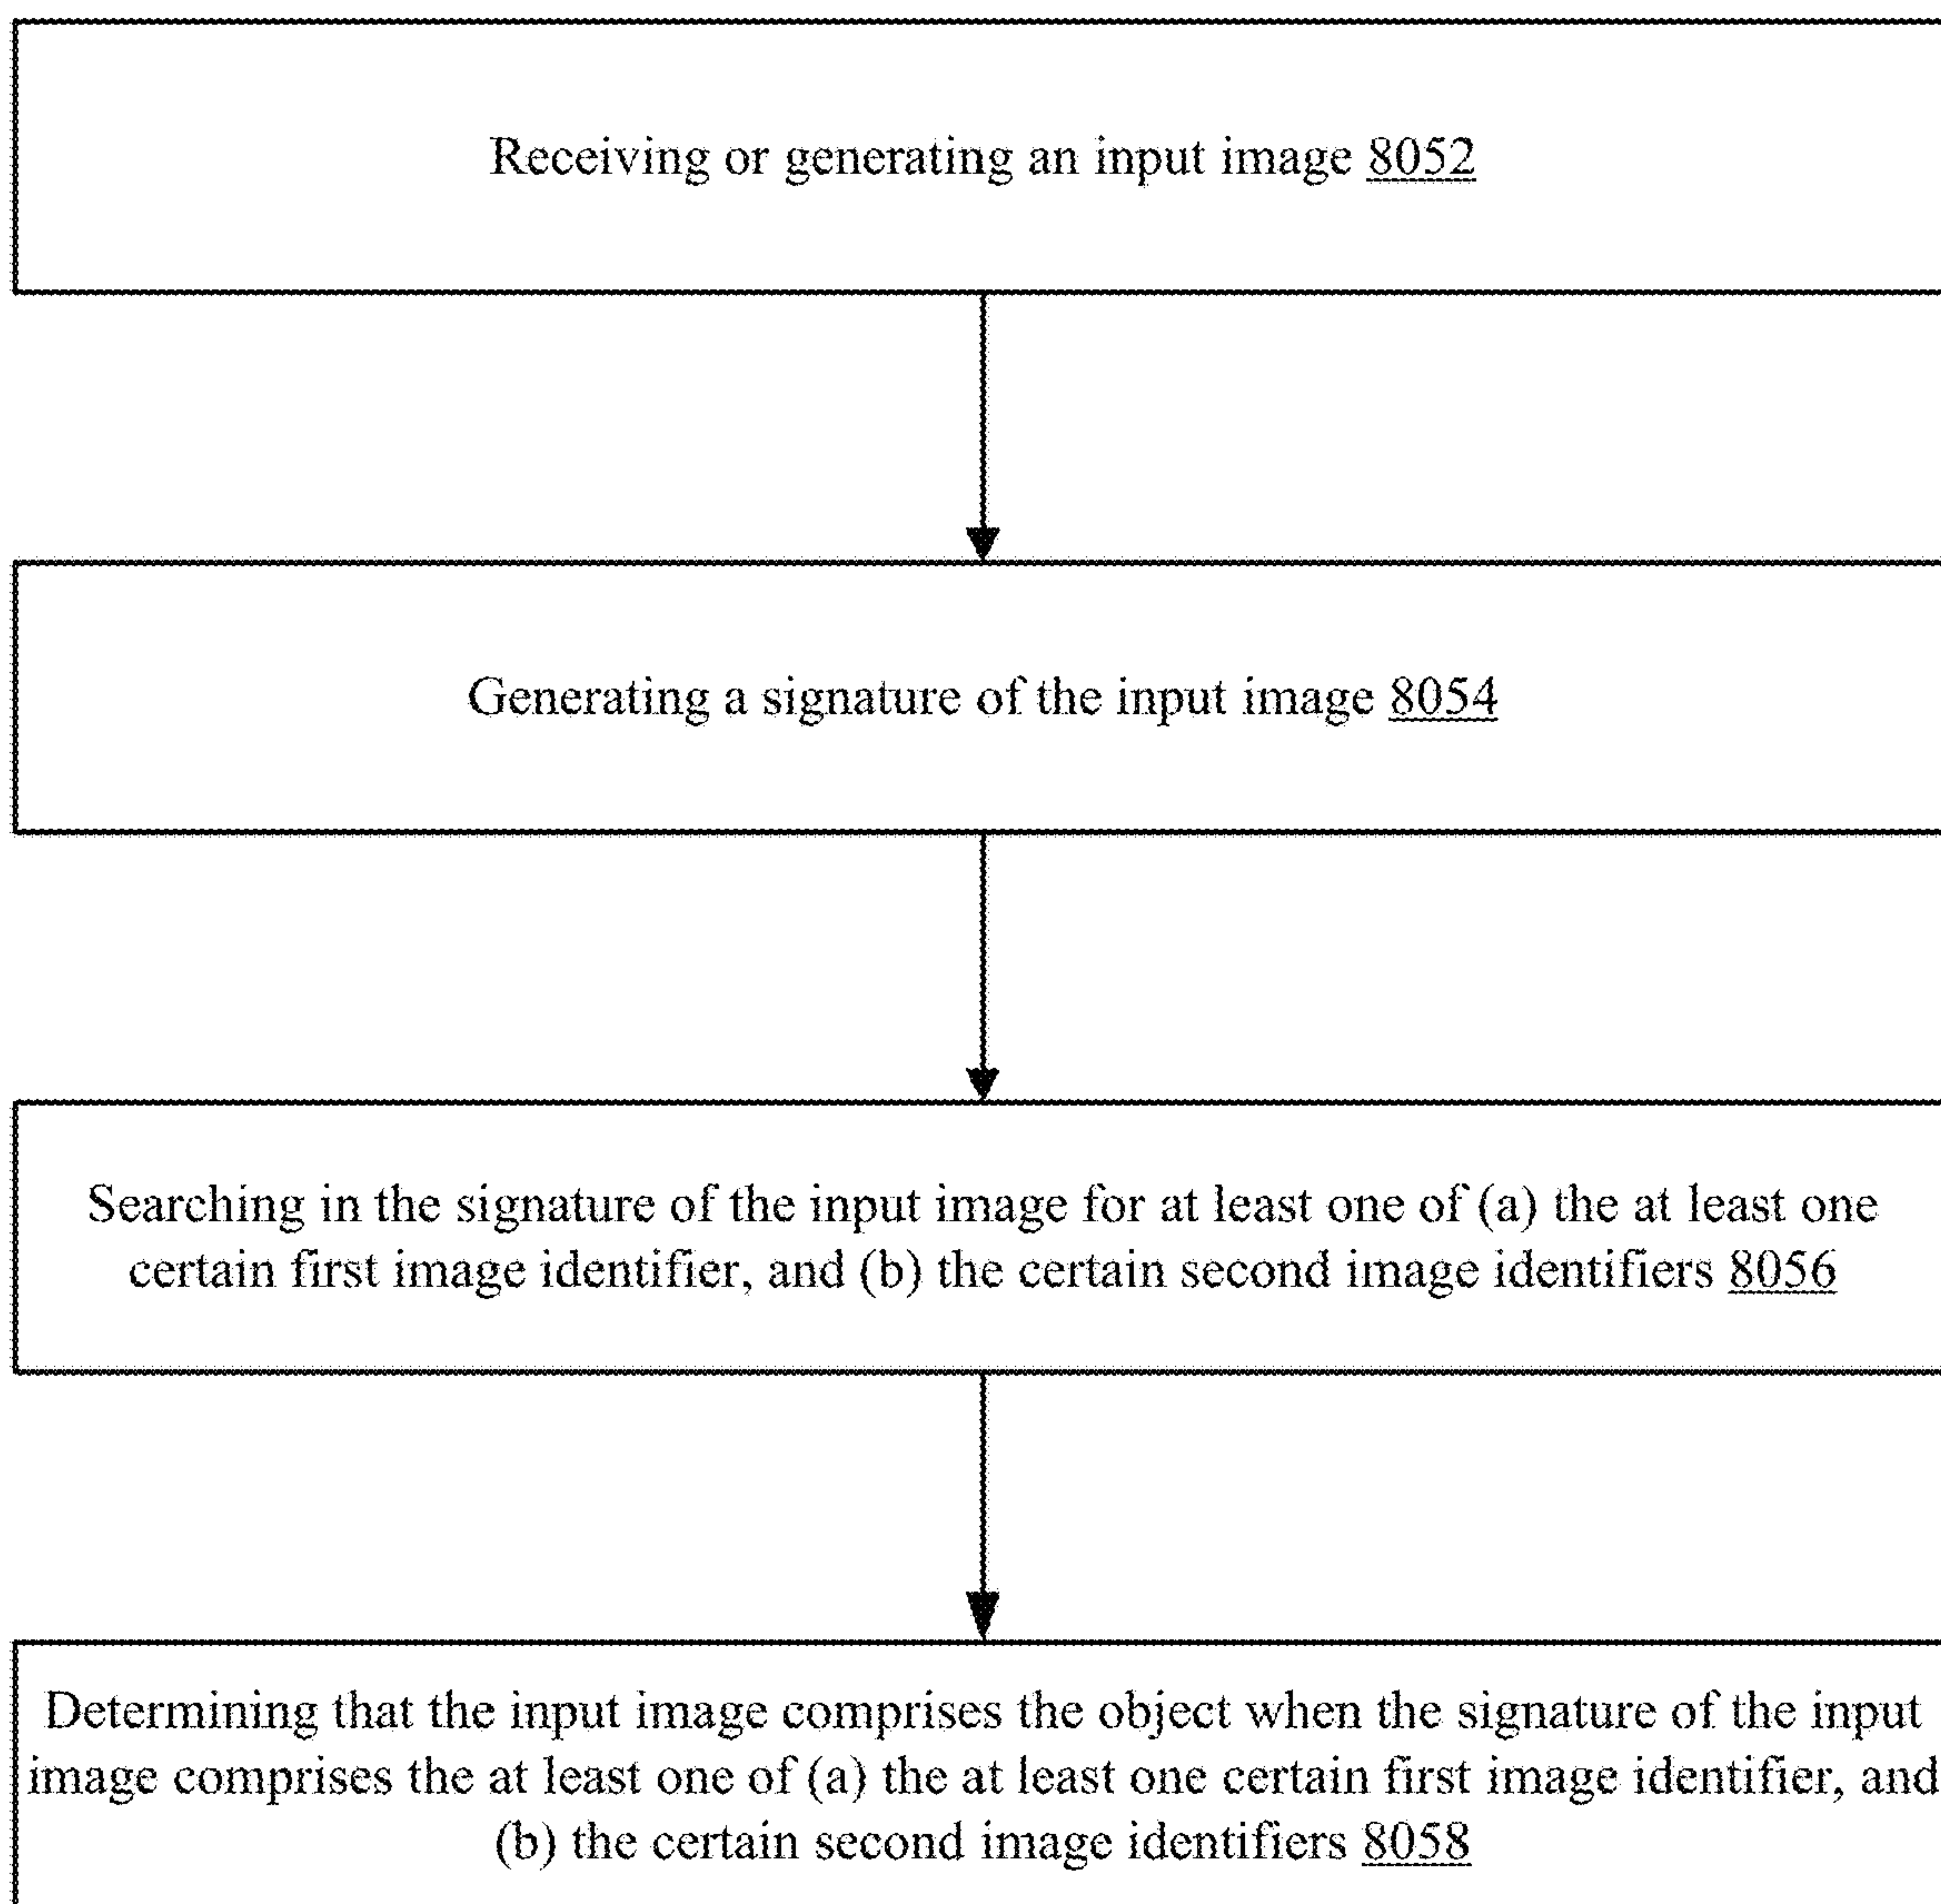 Receiving or generating an input image 8052
Generating a signature of the input image 8054
Searching in the signature of the input image for at least one of (a) the at least one
certain first image identifier, and (b) the certain second image identifiers 8056
Determining that the input image comprises the object when the signature of the input
image comprises the at least one of (a) the at least one certain first image identifier, and
(b) the certain second image identifiers 8058